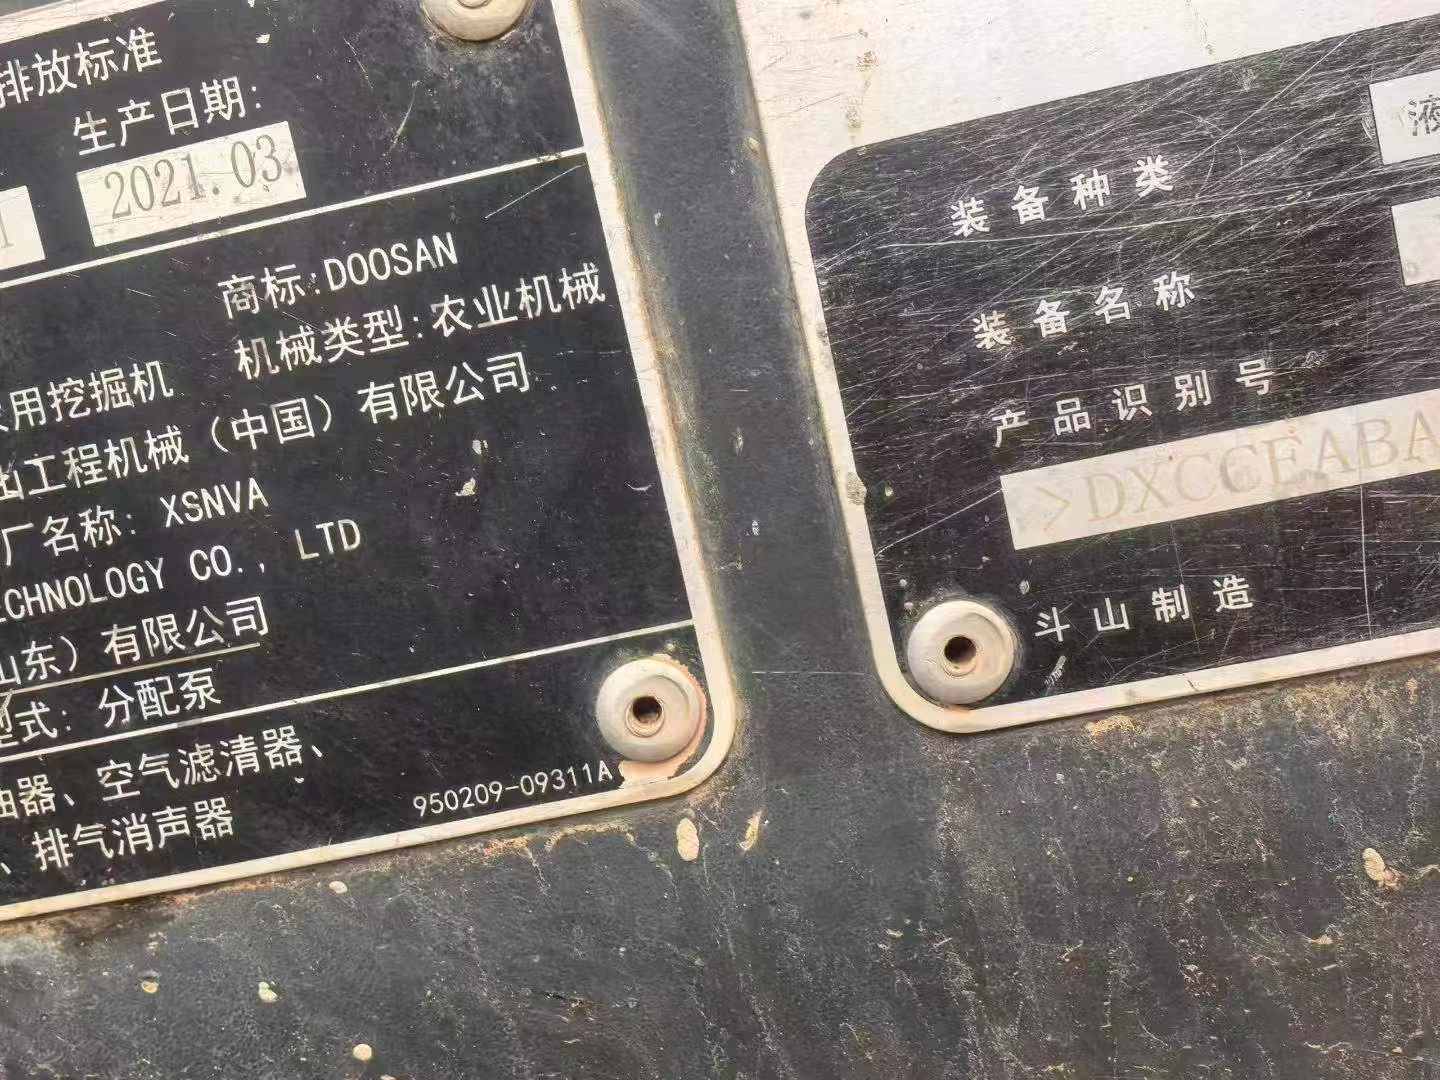 排放标准
生产日期:
2021.03
商标:DOOSAN
机械类型:农业机械
用挖掘机
工程机械（中国）有限公司
厂名称: XSNVA
ECHNOLOGY CO., LTD
山东）有限公司
型式: 分配泵
油器、空气滤清器、
、排气消声器
950209-09311A
液
装备种类
装备名称
产品识别号
>DXCCEABA
斗山制造